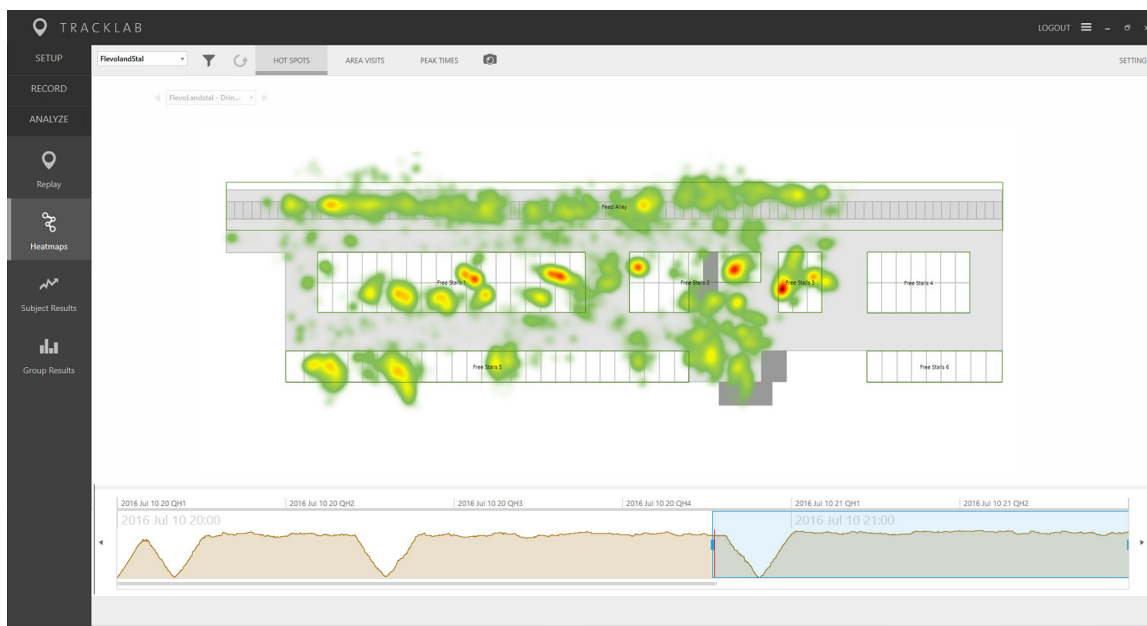 TRACKLAB
LOGOUT
SETUP
RECORD
ANALYZE
Replay
Heatmaps
Subject Results
Group Results
FlevolandStal
HOT SPOTS
AREA VISITS
PEAK TIMES
SETTING
FlevoLandstal - Drin...
Feed Alley
Free Stalls 1
Free Stalls 2
Free Stalls 3
Free Stalls 4
Free Stalls 5
Free Stalls 6
2016 Jul 10 20 QH1
2016 Jul 10 20 QH2
2016 Jul 10 20 QH3
2016 Jul 10 20 QH4
2016 Jul 10 21 QH1
2016 Jul 10 21 QH2
2016 Jul 10 20:00
2016 Jul 10 21:00